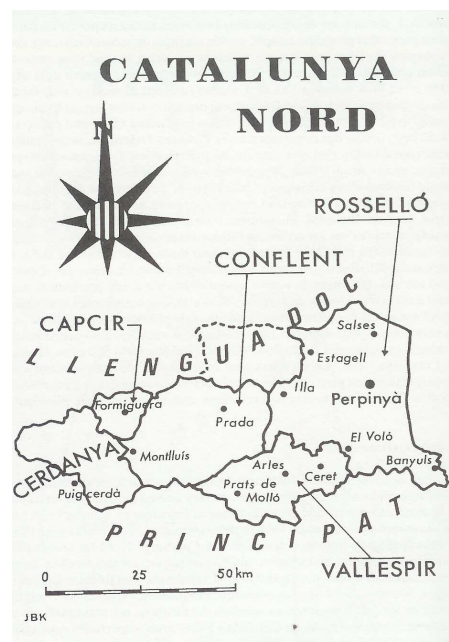 CATALUNYA
NORD
N
ROSSELLÓ
CONFLENT
CAPCIR
LLENGUADOC
Salses
Estagell
Illa
Perpinyà
Formiguera
Prada
El Voló
CERDANYA
Montlluís
Banyuls
Arles
Ceret
Puigcerdà
Prats de
Molló
PRINCIPAT
VALLESPIR
0 25 50 km
JBK